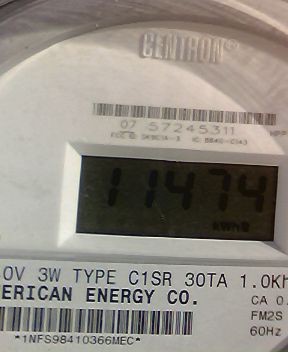 CENTRON®
07 57245311
11474
kWh
0V 3W TYPE C1SR 30TA 1.0Kh
ERICAN ENERGY CO.
CA 0.
FM2S
60Hz
*1NFS98410366MEC*